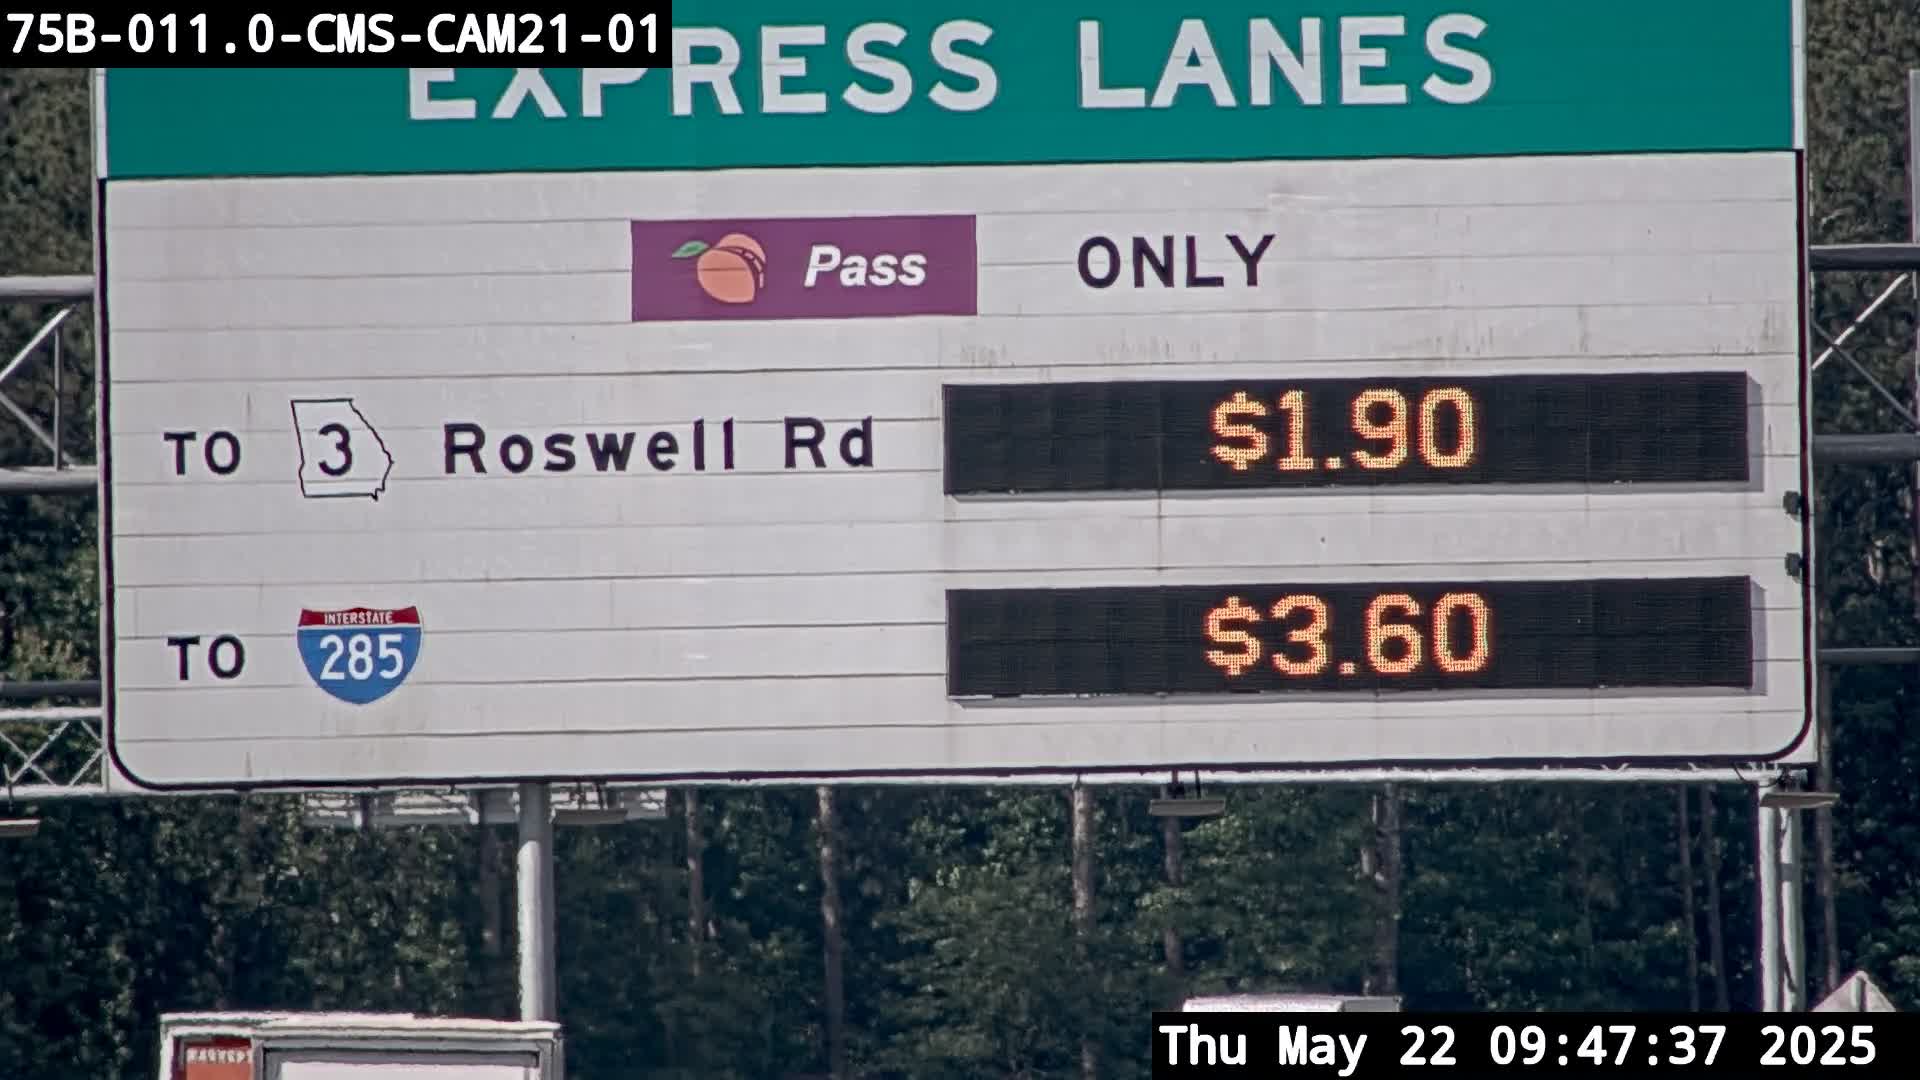 75B-011.0-CMS-CAM21-01
EXPRESS LANES
Pass ONLY
TO 3 Roswell Rd $1.90
INTERSTATE
TO 285 $3.60
Thu May 22 09:47:37 2025